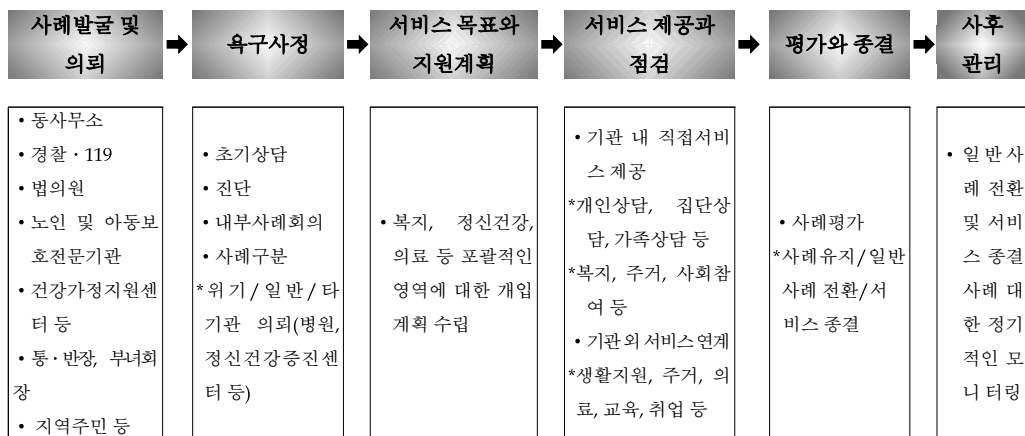 사례발굴 및
의뢰
욕구사정
서비스 목표와
지원계획
서비스 제공과
점검
평가와 종결
사후
관리
• 동사무소
• 경찰·119
• 법의원
• 노인 및 아동보
호전문기관
• 건강가정지원센
터 등
• 통·반장, 부녀회
장
• 지역주민 등
• 초기상담
• 진단
• 내부사례회의
• 사례구분
*위기/일반/타
기관 의뢰(병원,
정신건강증진센
터 등)
• 복지, 정신건강,
의료 등 포괄적인
영역에 대한 개입
계획 수립
• 기관 내 직접서비
스 제공
*개인상담, 집단상
담, 가족상담 등
*복지, 주거, 사회참
여 등
• 기관외 서비스 연계
*생활지원, 주거, 의
료, 교육, 취업 등
• 사례평가
*사례유지/일반
사례 전환/서
비스 종결
• 일반사
례 전환
및 서비
스 종결
사례 대
한 정기
적인 모
니터링